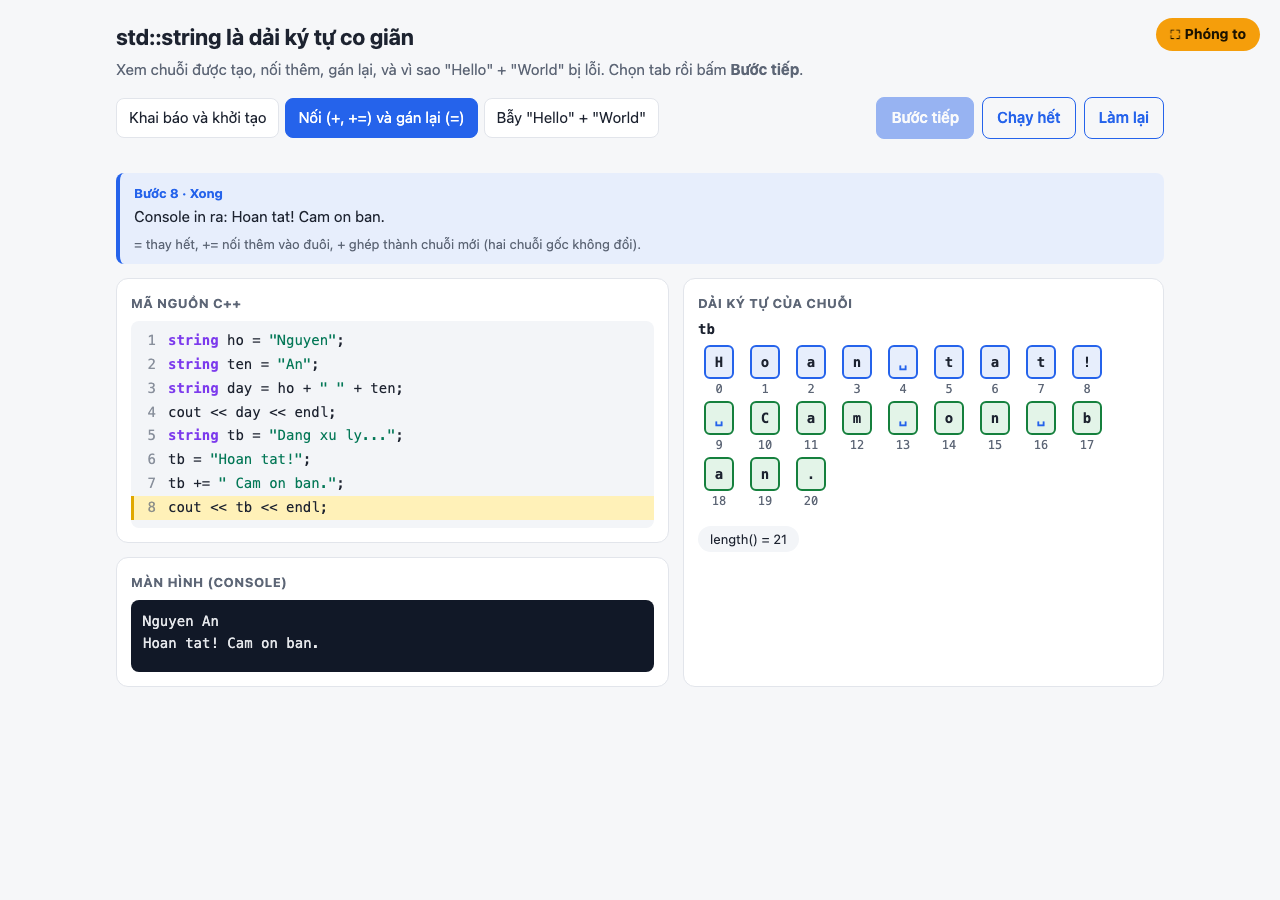 std::string là dải ký tự co giãn
⛶ Phóng to
Xem chuỗi được tạo, nối thêm, gán lại, và vì sao "Hello" + "World" bị lỗi. Chọn tab rồi bấm Bước tiếp.
Khai báo và khởi tạo Nối (+, +=) và gán lại (=) Bẫy "Hello" + "World" Bước tiếp Chạy hết Làm lại
Bước 8 · Xong
Console in ra: Hoan tat! Cam on ban.
= thay hết, += nối thêm vào đuôi, + ghép thành chuỗi mới (hai chuỗi gốc không đổi).
MÃ NGUỒN C++
1 string ho = "Nguyen";
2 string ten = "An";
3 string day = ho + " " + ten;
4 cout << day << endl;
5 string tb = "Dang xu ly...";
6 tb = "Hoan tat!";
7 tb += " Cam on ban.";
8 cout << tb << endl;
MÀN HÌNH (CONSOLE)
Nguyen An
Hoan tat! Cam on ban.
DẢI KÝ TỰ CỦA CHUỖI
tb
H o a n ␣ t a t !
0 1 2 3 4 5 6 7 8
␣ C a m ␣ o n ␣ b
9 10 11 12 13 14 15 16 17
a n .
18 19 20
length() = 21